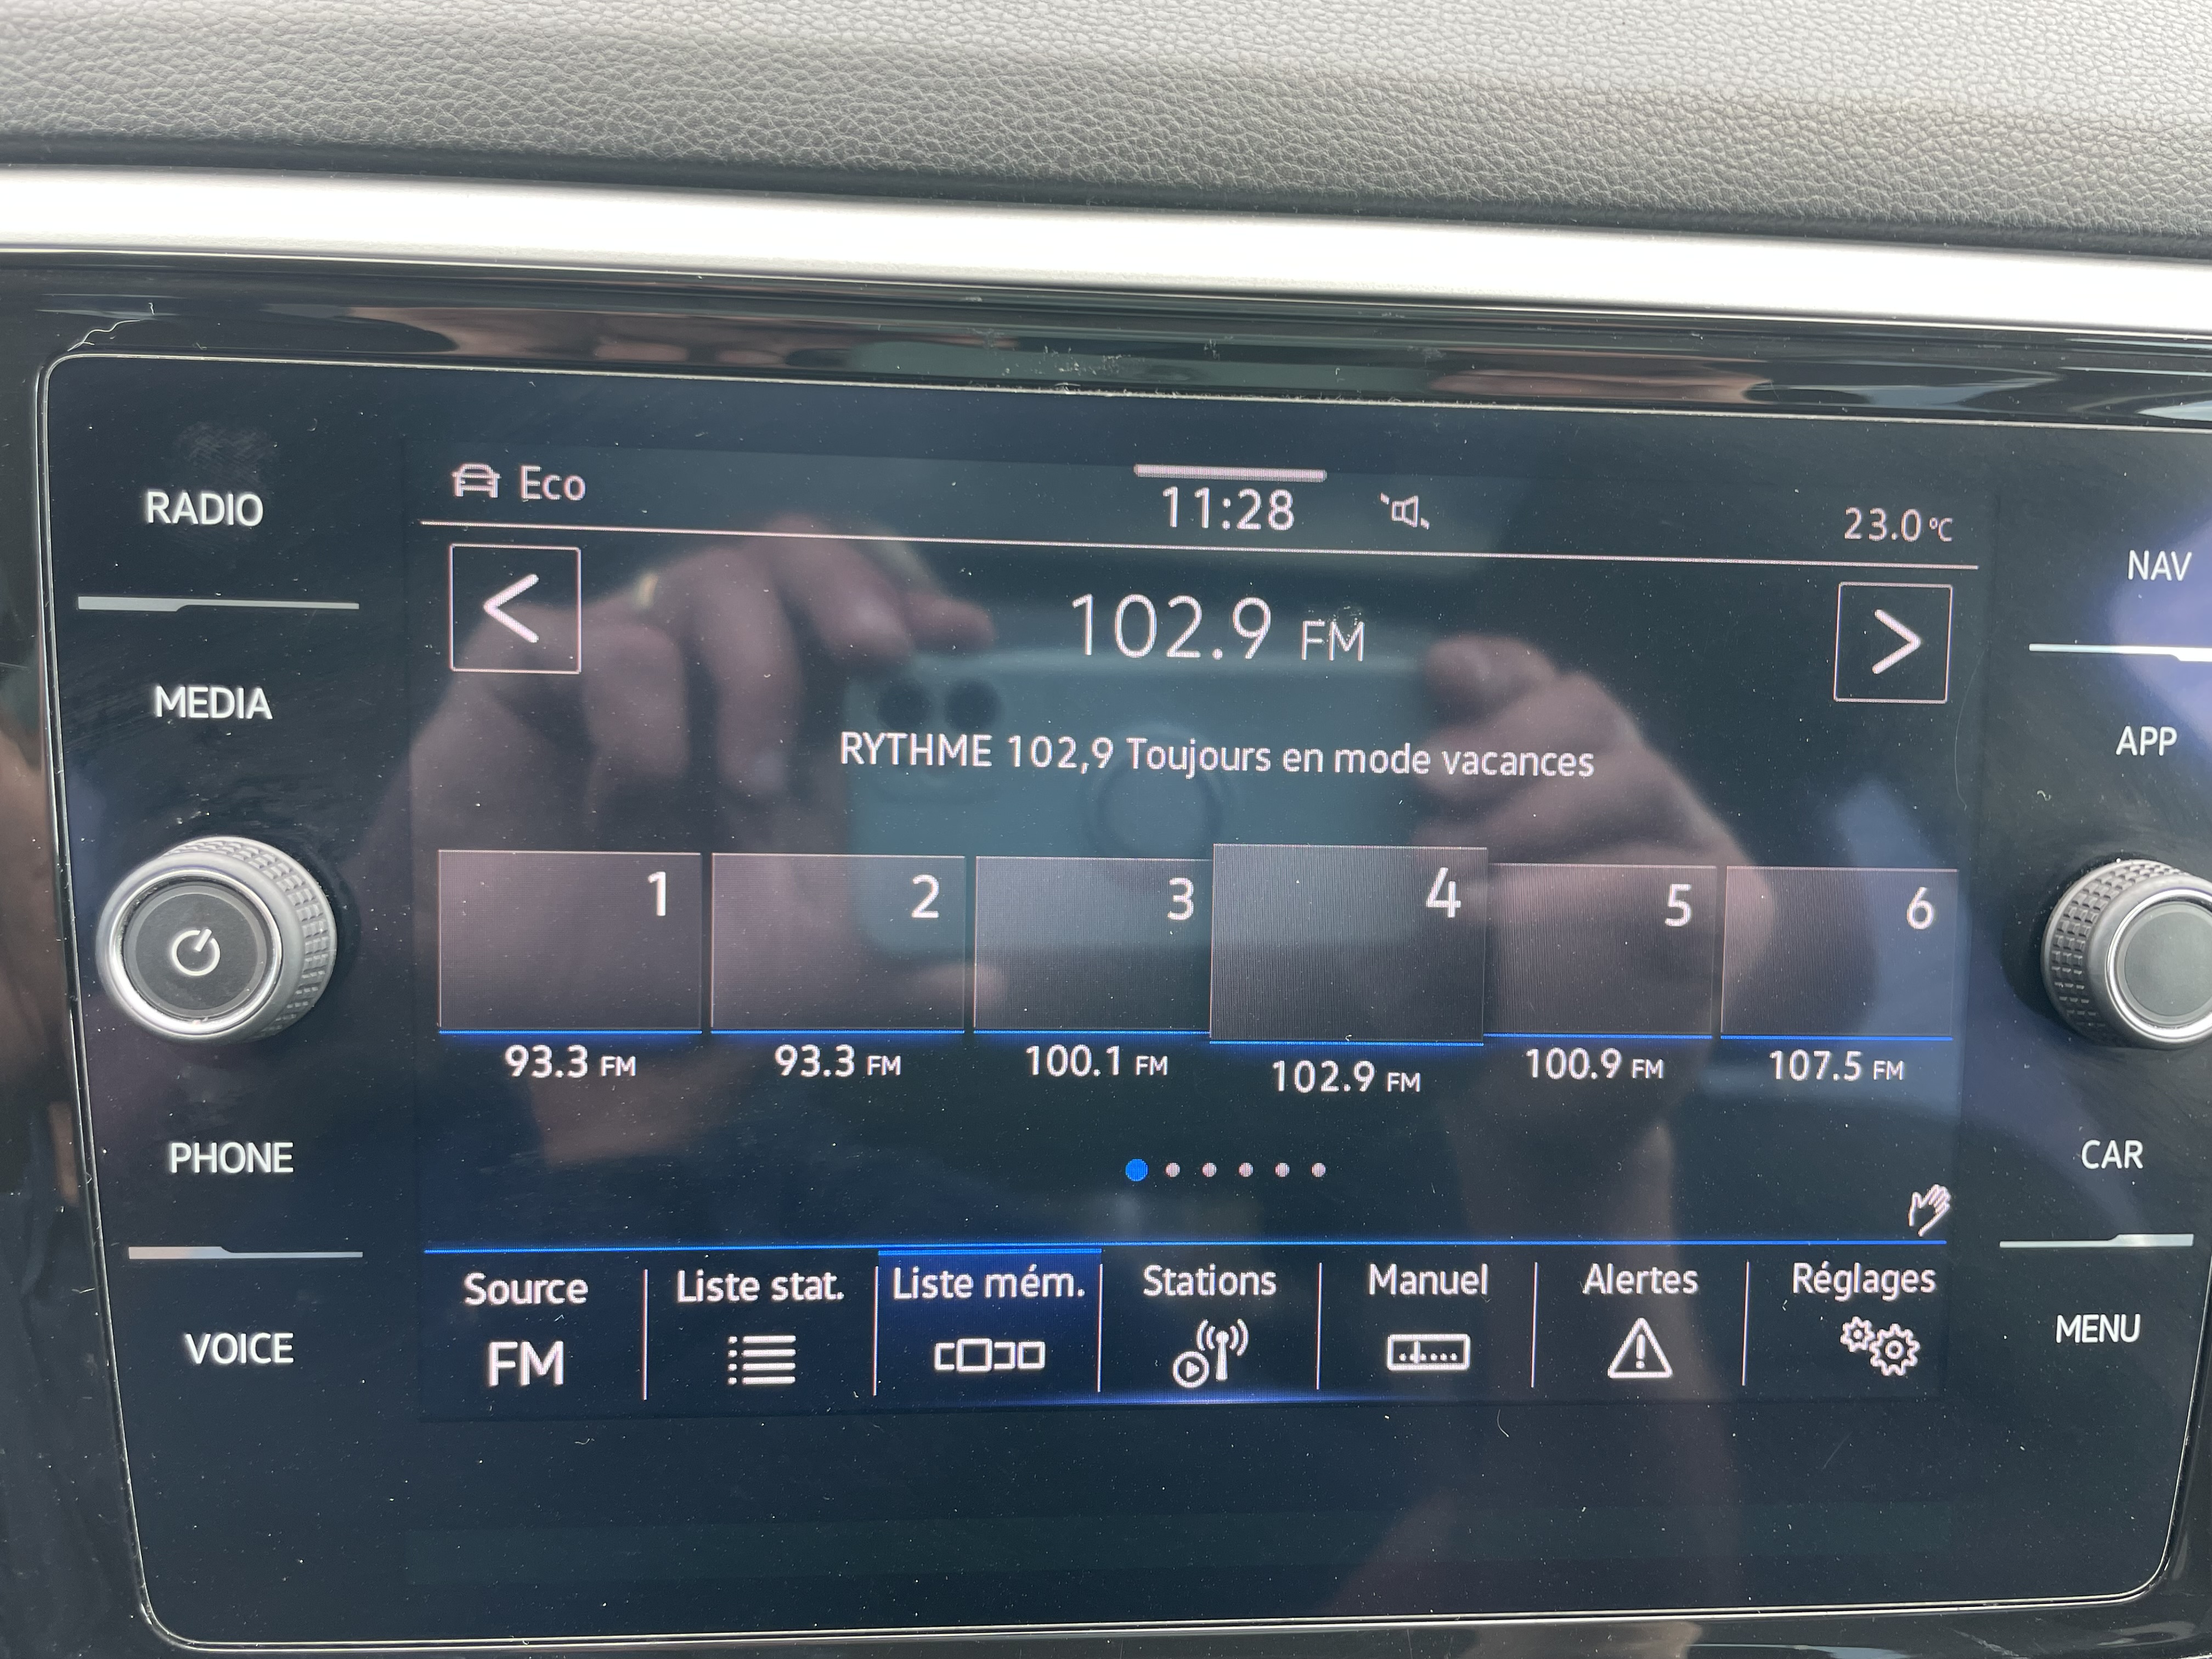 RADIO
MEDIA
PHONE
VOICE
Eco
11:28
23.0°C
<
102.9 FM
>
RYTHME 102,9 Toujours en mode vacances
1
2
3
4
5
6
93.3 FM
93.3 FM
100.1 FM
102.9 FM
100.9 FM
107.5 FM
Source
FM
Liste stat.
Liste mém.
Stations
Manuel
Alertes
Réglages
NAV
APP
CAR
MENU